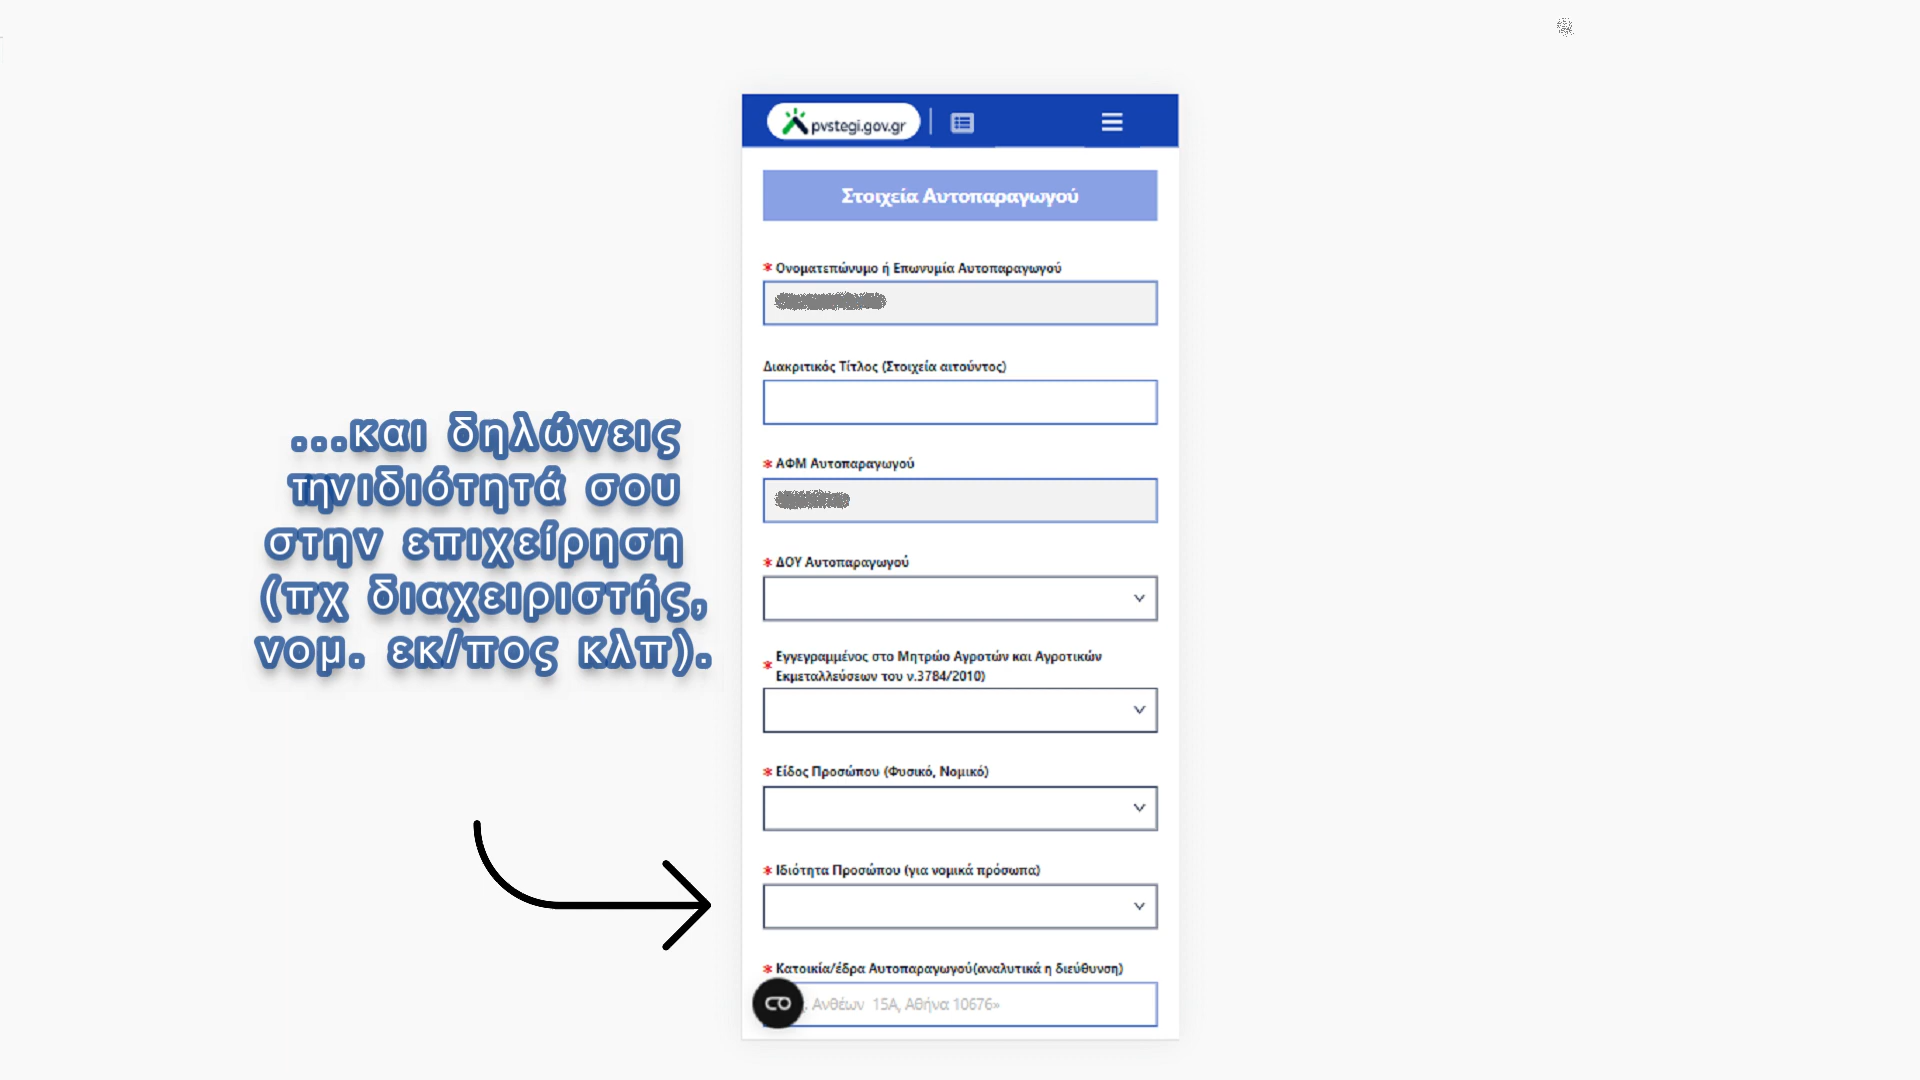 pvstegi.gov.gr
Στοιχεία Αυτοπαραγωγού
* Ονοματεπώνυμο ή Επωνυμία Αυτοπαραγωγού
Διακριτικός Τίτλος (Στοιχεία αιτούντος)
* ΑΦΜ Αυτοπαραγωγού
* ΔΟΥ Αυτοπαραγωγού
* Εγγεγραμμένος στο Μητρώο Αγροτών και Αγροτικών
Εκμεταλλεύσεων του ν.3784/2010)
* Είδος Προσώπου (Φυσικό, Νομικό)
* Ιδιότητα Προσώπου (για νομικά πρόσωπα)
* Κατοικία/έδρα Αυτοπαραγωγού(αναλυτικά η διεύθυνση)
. Ανθέων 15Α, Αθήνα 10676»
...και δηλώνεις
τηνιδιότητά σου
στην επιχείρηση
(πχ διαχειριστής,
νομ. εκ/πος κλπ).